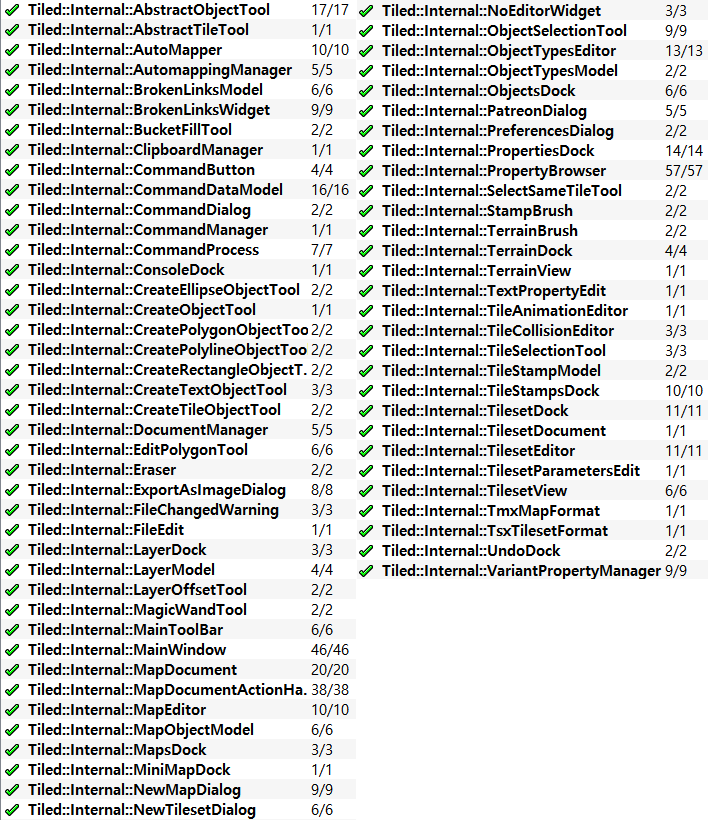 Tiled::Internal::AbstractObjectTool 17/17
Tiled::Internal::AbstractTileTool 1/1
Tiled::Internal::AutoMapper 10/10
Tiled::Internal::AutomappingManager 5/5
Tiled::Internal::BrokenLinksModel 6/6
Tiled::Internal::BrokenLinksWidget 9/9
Tiled::Internal::BucketFillTool 2/2
Tiled::Internal::ClipboardManager 1/1
Tiled::Internal::CommandButton 4/4
Tiled::Internal::CommandDataModel 16/16
Tiled::Internal::CommandDialog 2/2
Tiled::Internal::CommandManager 1/1
Tiled::Internal::CommandProcess 7/7
Tiled::Internal::ConsoleDock 1/1
Tiled::Internal::CreateEllipseObjectTool 2/2
Tiled::Internal::CreateObjectTool 1/1
Tiled::Internal::CreatePolygonObjectToo 2/2
Tiled::Internal::CreatePolylineObjectToo 2/2
Tiled::Internal::CreateRectangleObjectT. 2/2
Tiled::Internal::CreateTextObjectTool 3/3
Tiled::Internal::CreateTileObjectTool 2/2
Tiled::Internal::DocumentManager 5/5
Tiled::Internal::EditPolygonTool 6/6
Tiled::Internal::Eraser 2/2
Tiled::Internal::ExportAsImageDialog 8/8
Tiled::Internal::FileChangedWarning 3/3
Tiled::Internal::FileEdit 1/1
Tiled::Internal::LayerDock 3/3
Tiled::Internal::LayerModel 4/4
Tiled::Internal::LayerOffsetTool 2/2
Tiled::Internal::MagicWandTool 2/2
Tiled::Internal::MainToolBar 6/6
Tiled::Internal::MainWindow 46/46
Tiled::Internal::MapDocument 20/20
Tiled::Internal::MapDocumentActionHa. 38/38
Tiled::Internal::MapEditor 10/10
Tiled::Internal::MapObjectModel 6/6
Tiled::Internal::MapsDock 3/3
Tiled::Internal::MiniMapDock 1/1
Tiled::Internal::NewMapDialog 9/9
Tiled::Internal::NewTilesetDialog 6/6
Tiled::Internal::NoEditorWidget 3/3
Tiled::Internal::ObjectSelectionTool 9/9
Tiled::Internal::ObjectTypesEditor 13/13
Tiled::Internal::ObjectTypesModel 2/2
Tiled::Internal::ObjectsDock 6/6
Tiled::Internal::PatreonDialog 5/5
Tiled::Internal::PreferencesDialog 2/2
Tiled::Internal::PropertiesDock 14/14
Tiled::Internal::PropertyBrowser 57/57
Tiled::Internal::SelectSameTileTool 2/2
Tiled::Internal::StampBrush 2/2
Tiled::Internal::TerrainBrush 2/2
Tiled::Internal::TerrainDock 4/4
Tiled::Internal::TerrainView 1/1
Tiled::Internal::TextPropertyEdit 1/1
Tiled::Internal::TileAnimationEditor 1/1
Tiled::Internal::TileCollisionEditor 3/3
Tiled::Internal::TileSelectionTool 3/3
Tiled::Internal::TileStampModel 2/2
Tiled::Internal::TileStampsDock 10/10
Tiled::Internal::TilesetDock 11/11
Tiled::Internal::TilesetDocument 1/1
Tiled::Internal::TilesetEditor 11/11
Tiled::Internal::TilesetParametersEdit 1/1
Tiled::Internal::TilesetView 6/6
Tiled::Internal::TmxMapFormat 1/1
Tiled::Internal::TsxTilesetFormat 1/1
Tiled::Internal::UndoDock 2/2
Tiled::Internal::VariantPropertyManager 9/9